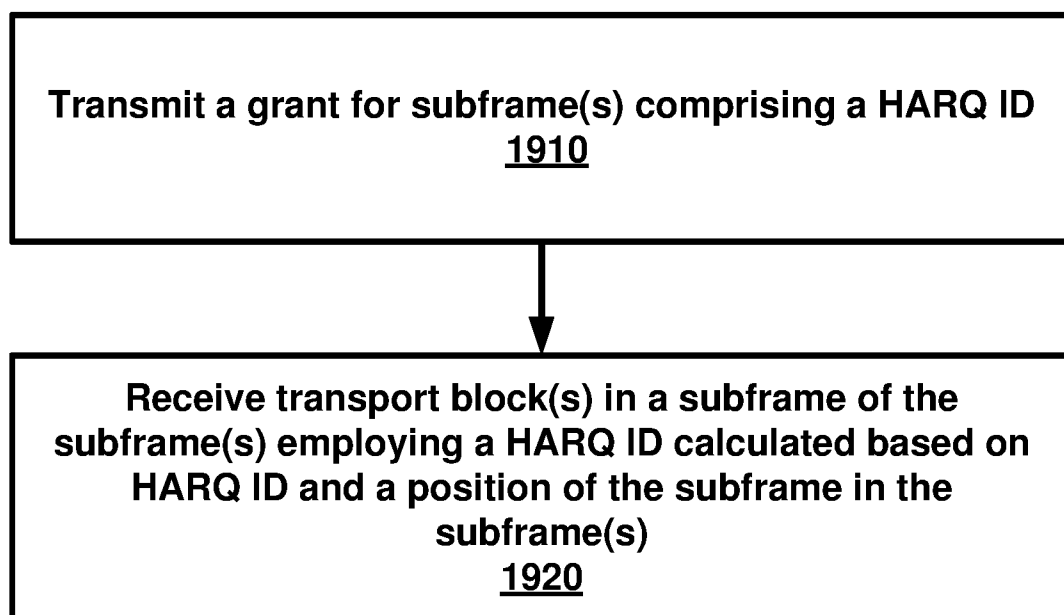 Transmit a grant for subframe(s) comprising a HARQ ID
1910
Receive transport block(s) in a subframe of the
subframe(s) employing a HARQ ID calculated based on
HARQ ID and a position of the subframe in the
subframe(s)
1920